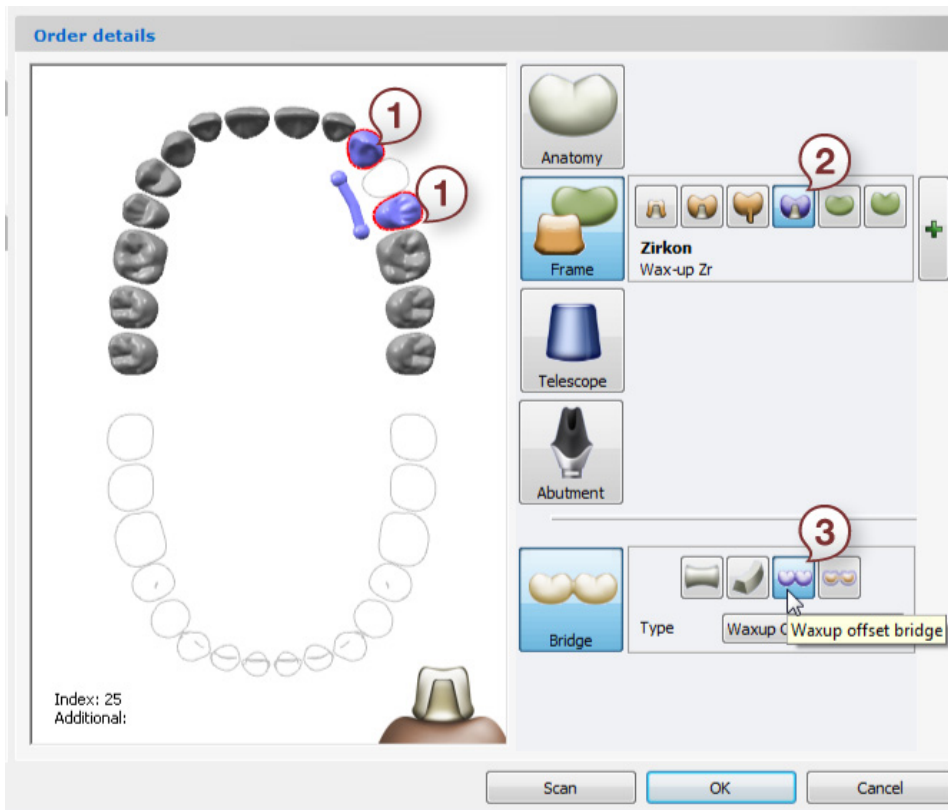 Order details
1
1
Index: 25
Additional:
Anatomy
2
Frame
Zirkon
Wax-up Zr
Telescope
Abutment
3
Bridge
Type
Waxup
Waxup offset bridge
Scan
OK
Cancel